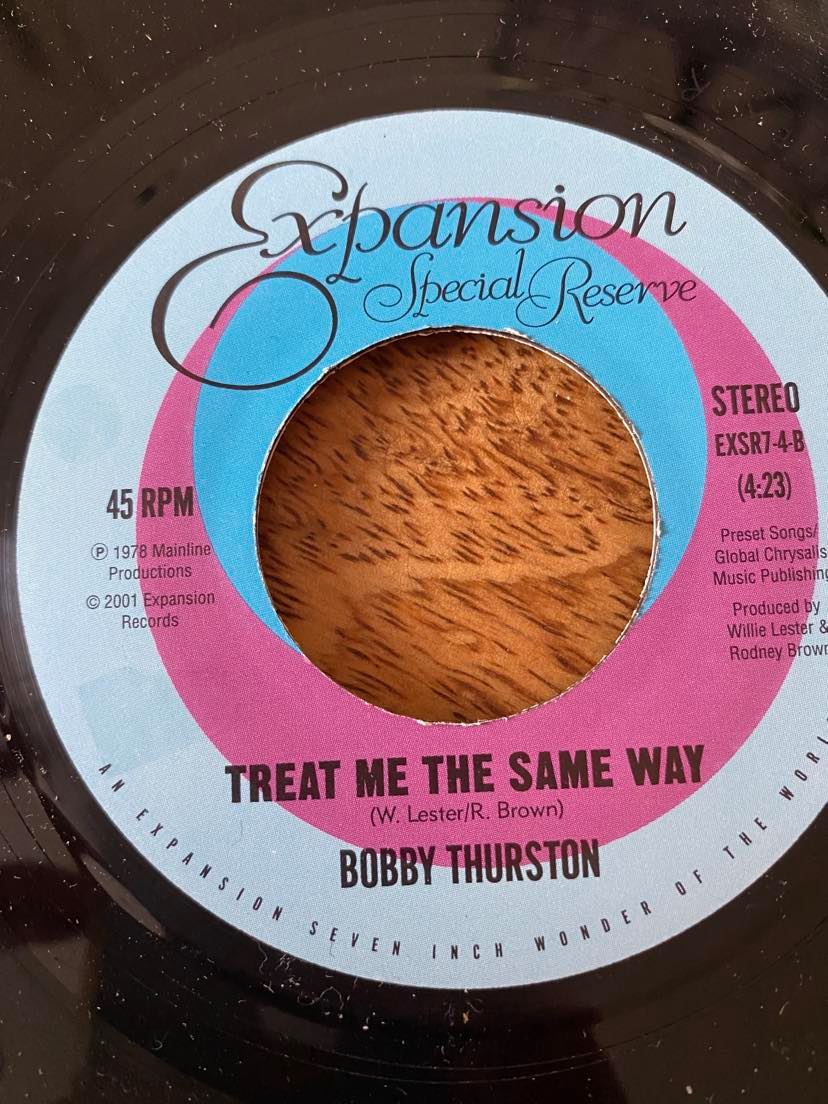 Expansion
Special Reserve
STEREO
EXSR7-4-B
(4:23)
45 RPM
℗ 1978 Mainline
Productions
© 2001 Expansion
Records
Preset Songs/
Global Chrysalis
Music Publishing
Produced by
Willie Lester &
Rodney Brown
TREAT ME THE SAME WAY
(W. Lester/R. Brown)
BOBBY THURSTON
AN EXPANSION SEVEN INCH WONDER OF THE WORL